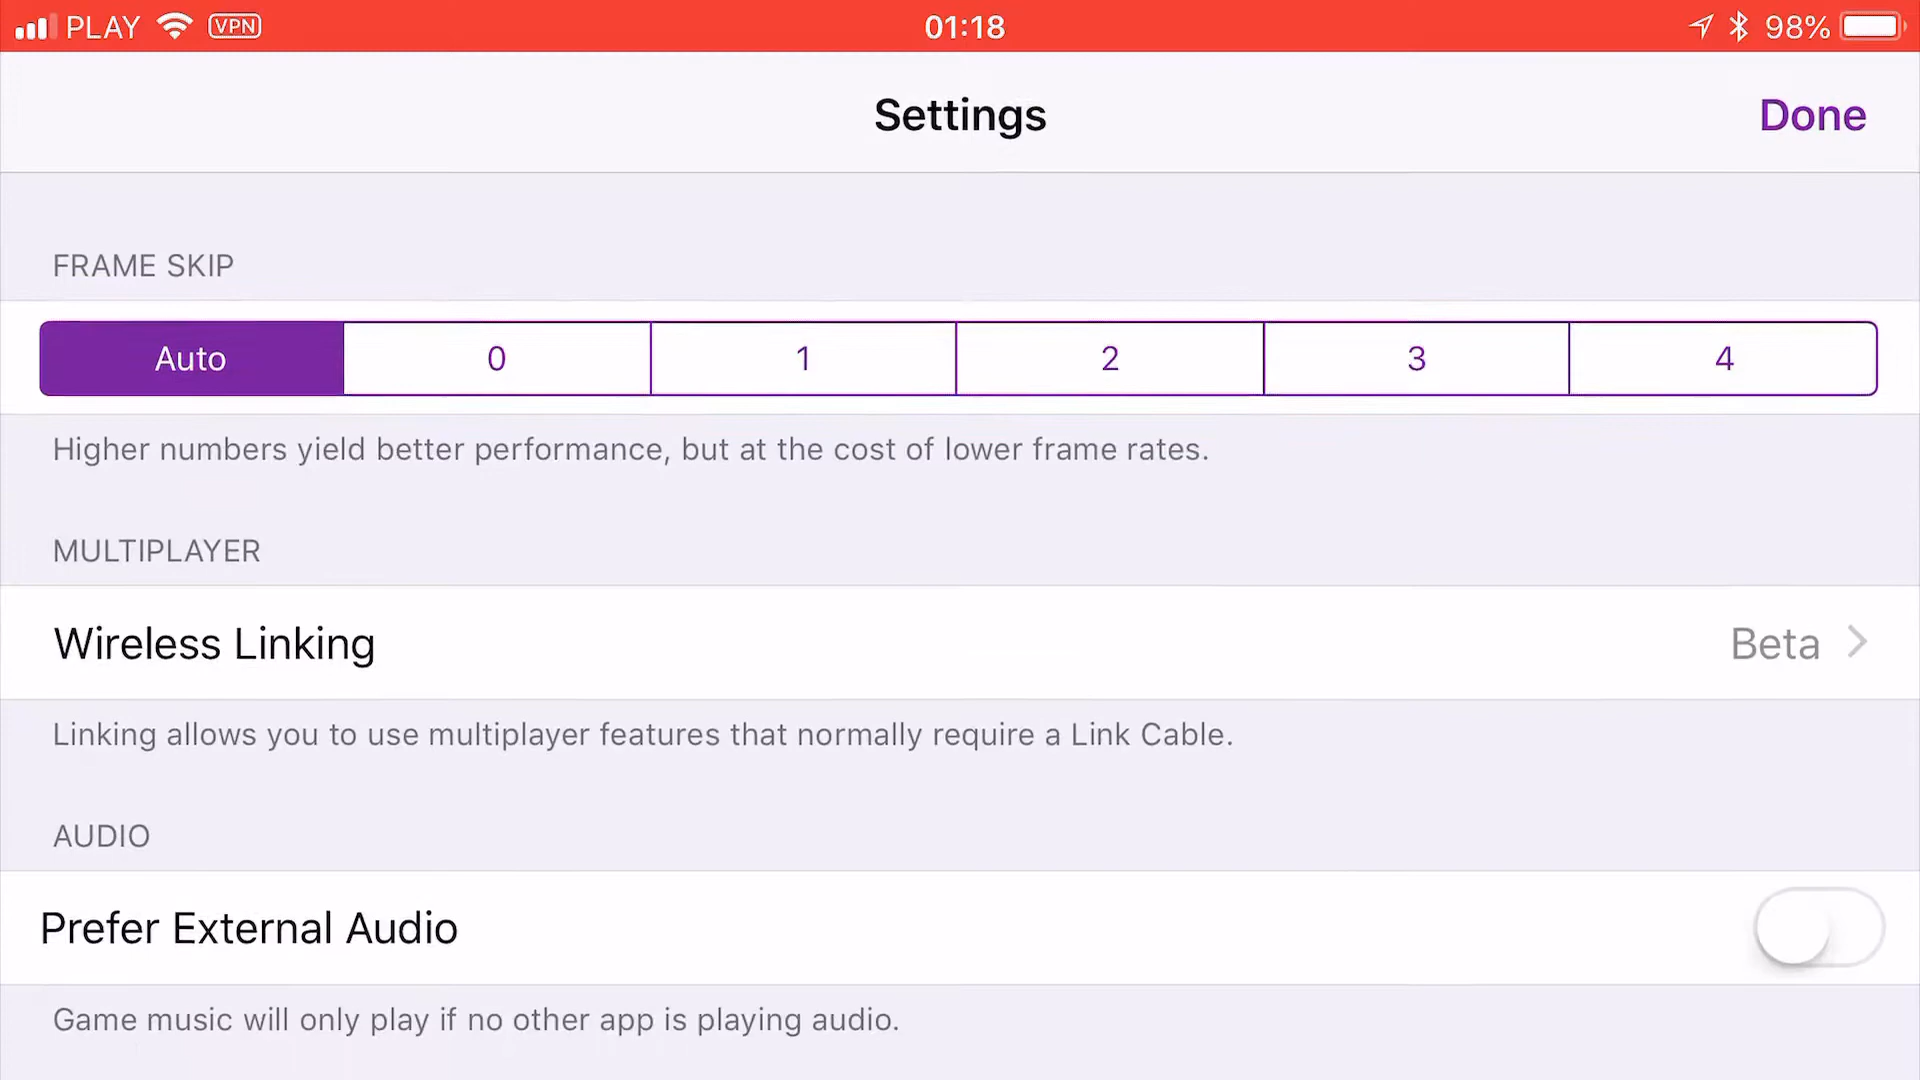 PLAY VPN 01:18 98%
Settings Done
FRAME SKIP
Auto 0 1 2 3 4
Higher numbers yield better performance, but at the cost of lower frame rates.
MULTIPLAYER
Wireless Linking Beta
Linking allows you to use multiplayer features that normally require a Link Cable.
AUDIO
Prefer External Audio
Game music will only play if no other app is playing audio.